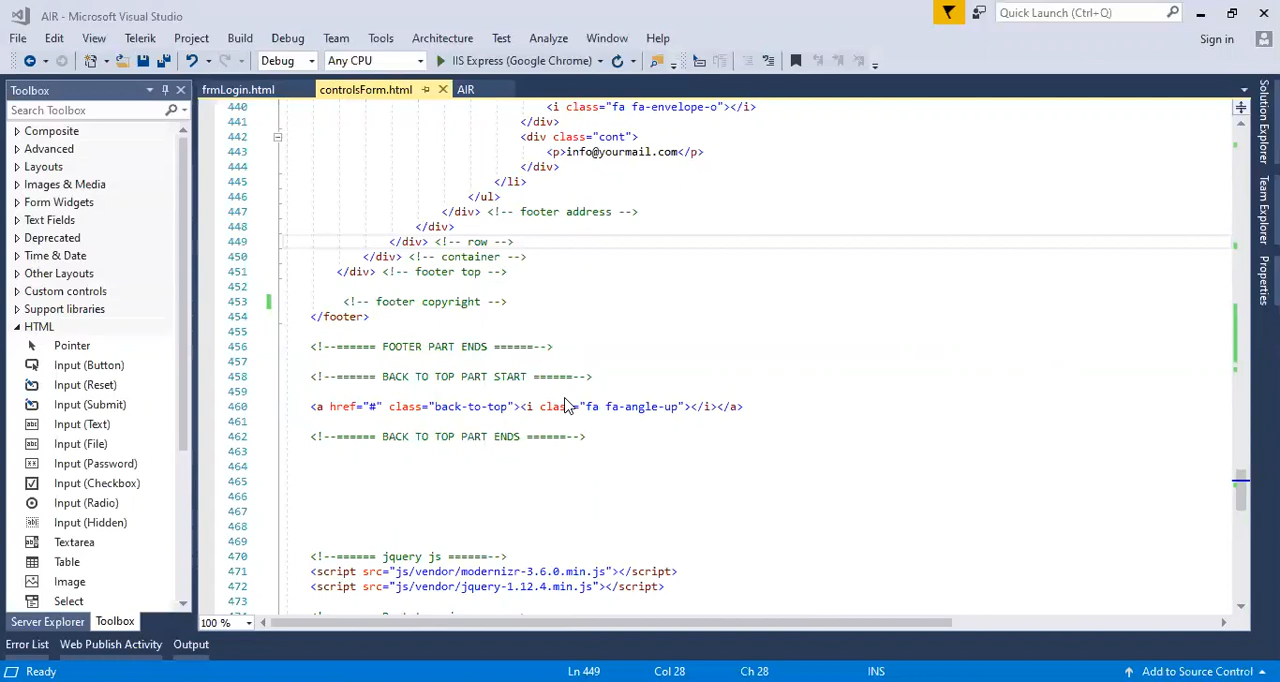 AIR - Microsoft Visual Studio
Quick Launch (Ctrl+Q)
File Edit View Telerik Project Build Debug Team Tools Architecture Test Analyze Window Help
Sign in
Debug Any CPU IIS Express (Google Chrome)
Toolbox
frmLogin.html controlsForm.html AIR
Search Toolbox
Composite
Advanced
Layouts
Images & Media
Form Widgets
Text Fields
Deprecated
Time & Date
Other Layouts
Custom controls
Support libraries
HTML
Pointer
Input (Button)
Input (Reset)
Input (Submit)
Input (Text)
Input (File)
Input (Password)
Input (Checkbox)
Input (Radio)
Input (Hidden)
Textarea
Table
Image
Select
440 <i class="fa fa-envelope-o"></i>
441 </div>
442 <div class="cont">
443 <p>info@yourmail.com</p>
444 </div>
445 </li>
446 </ul>
447 </div> <!-- footer address -->
448 </div>
449 </div> <!-- row -->
450 </div> <!-- container -->
451 </div> <!-- footer top -->
452
453 <!-- footer copyright -->
454 </footer>
455
456 <!--====== FOOTER PART ENDS ======-->
457
458 <!--====== BACK TO TOP PART START ======-->
459
460 <a href="#" class="back-to-top"><i class="fa fa-angle-up"></i></a>
461
462 <!--====== BACK TO TOP PART ENDS ======-->
463
464
465
466
467
468
469
470 <!--====== jquery js ======-->
471 <script src="js/vendor/modernizr-3.6.0.min.js"></script>
472 <script src="js/vendor/jquery-1.12.4.min.js"></script>
473
100 %
Solution Explorer
Team Explorer
Properties
Server Explorer Toolbox
Error List Web Publish Activity Output
Ready Ln 449 Col 28 Ch 28 INS Add to Source Control